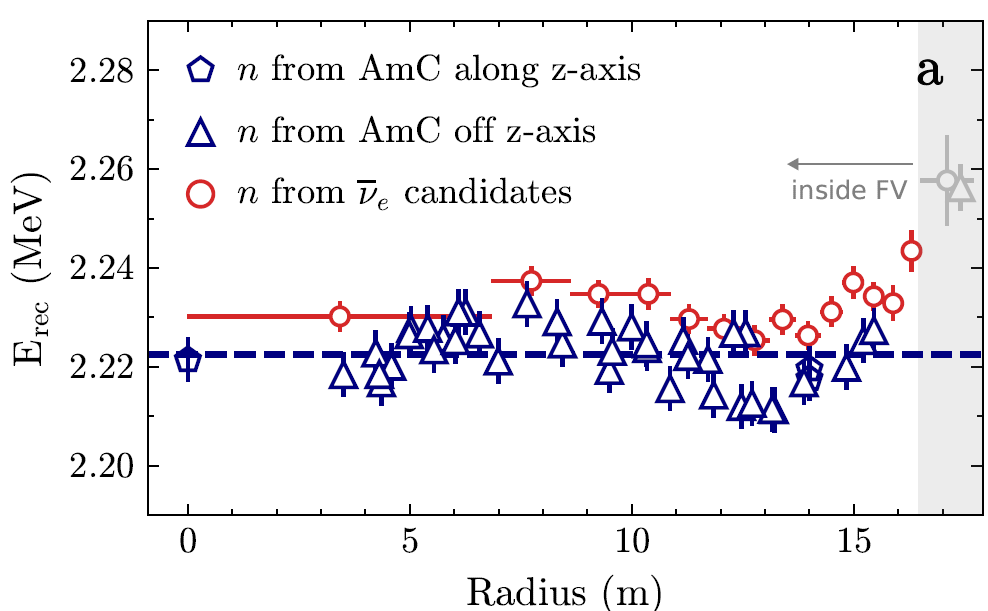 a
n from AmC along z-axis
n from AmC off z-axis
n from ν̅ₑ candidates
inside FV
E_rec (MeV)
2.28
2.26
2.24
2.22
2.20
0 5 10 15
Radius (m)